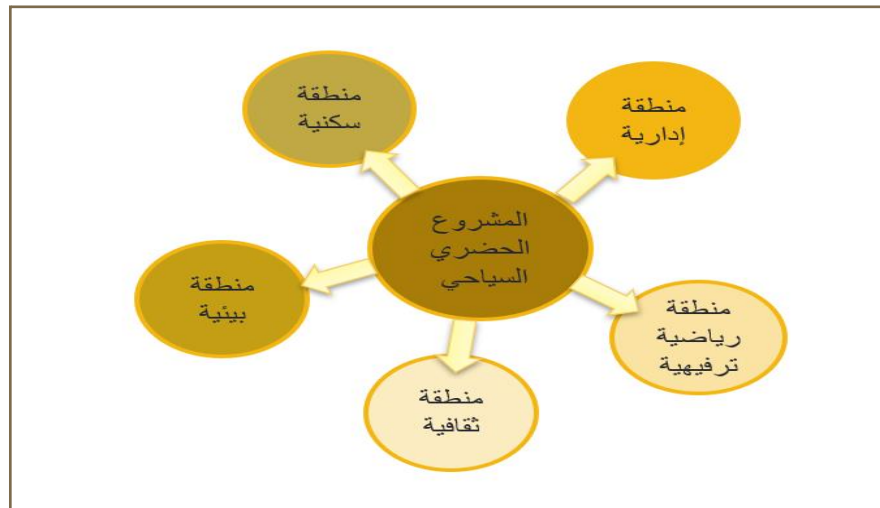 منطقة
إدارية
منطقة
سكنية
المشروع
الحضري
السياحي
منطقة
رياضية
ترفيهية
منطقة
بيئية
منطقة
ثقافية